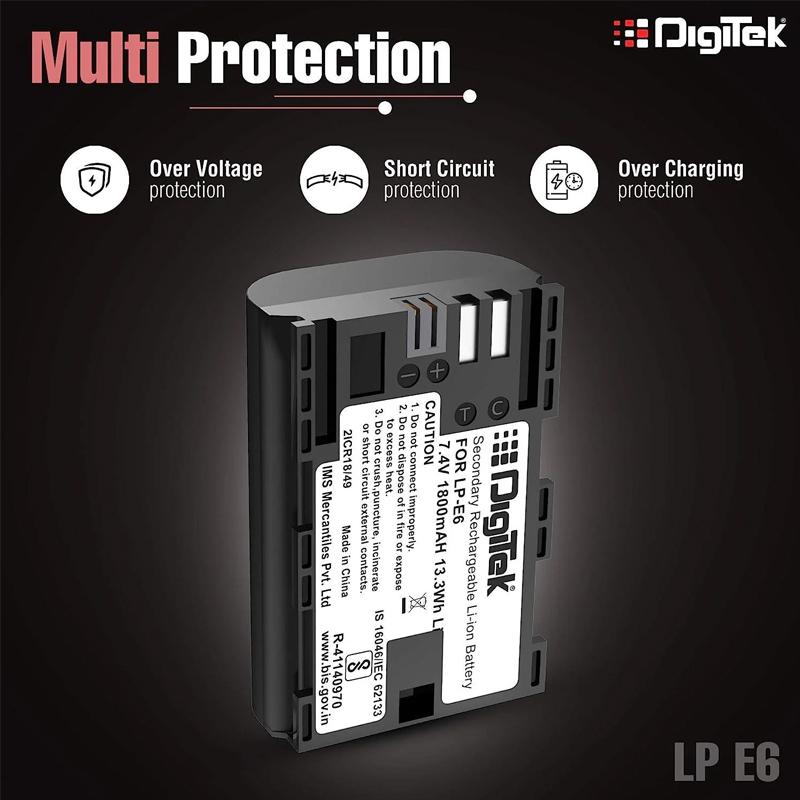 Multi Protection
DigiTek®
Over Voltage
protection
Short Circuit
protection
Over Charging
protection
− +
T C
DigiTek®
Secondary Rechargeable Li-ion Battery
FOR LP-E6
7.4V 1800mAH 13.3Wh Li
CAUTION
1. Do not connect improperly.
2. Do not dispose of in fire or expose
to excess heat.
3. Do not crush,puncture, incinerate
or short circuit external contacts.
2ICR18/49 Made in China
IMS Mercantiles Pvt. Ltd
IS 16046/IEC 62133
R-41140970
www.bis.gov.in
LP E6